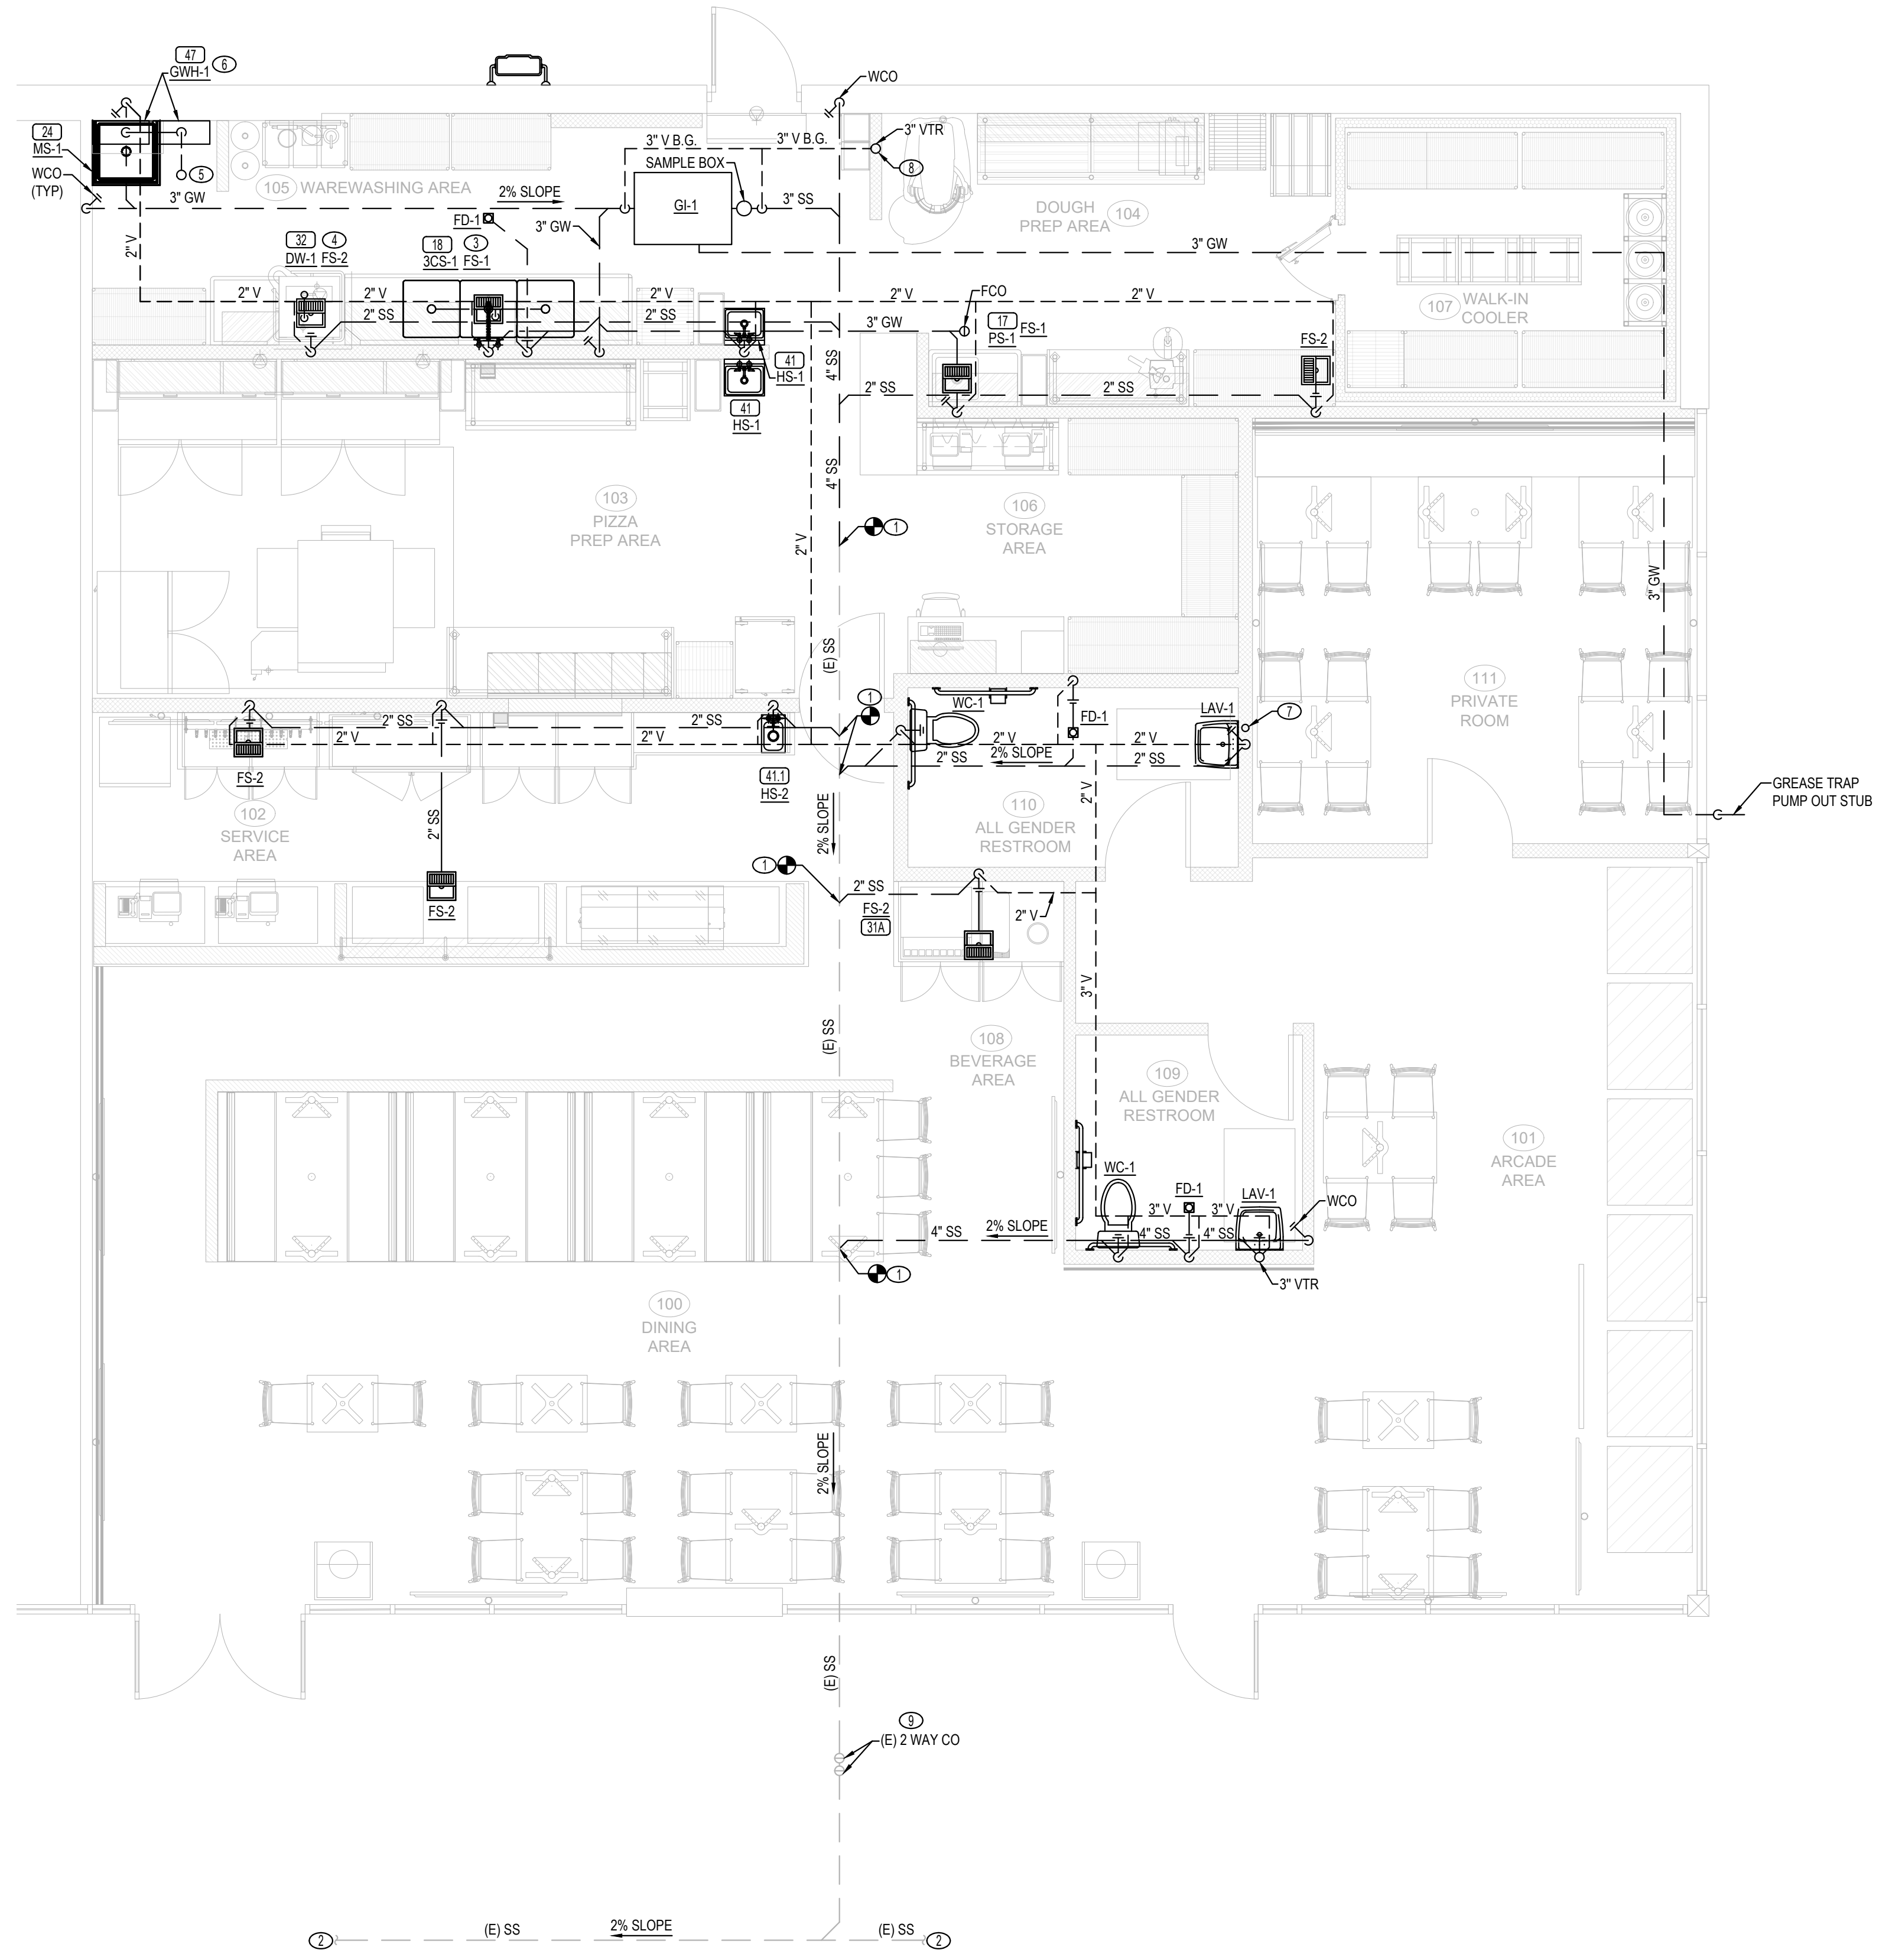 47
GWH-1
6
WCO
24
MS-1
WCO
(TYP)
5
105 WAREWASHING AREA
3" V B.G.
3" V B.G.
3" VTR
8
SAMPLE BOX
GI-1
3" GW
2% SLOPE
3" SS
DOUGH
PREP AREA
104
2" V
FD-1
3" GW
3" GW
32
4
DW-1
FS-2
18
3
3CS-1
FS-1
2" V
2" V
2" V
2" V
2" V
FCO
107
WALK-IN
COOLER
2" SS
2" SS
3" GW
17
PS-1
FS-1
FS-2
41
HS-1
4" SS
2" SS
2" SS
41
HS-1
4" SS
103
PIZZA
PREP AREA
2" V
1
106
STORAGE
AREA
3" GW
(E) SS
111
PRIVATE
ROOM
1
WC-1
LAV-1
7
FD-1
2" SS
2" SS
2" V
2" V
2" V
2" V
2% SLOPE
2" SS
2" SS
FS-2
41.1
HS-2
2" V
GREASE TRAP
PUMP OUT STUB
102
SERVICE
AREA
2" SS
2% SLOPE
110
ALL GENDER
RESTROOM
1
2" SS
FS-2
31A
2" V
FS-2
3" V
(E) SS
108
BEVERAGE
AREA
109
ALL GENDER
RESTROOM
101
ARCADE
AREA
WC-1
FD-1
LAV-1
WCO
3" V
3" V
4" SS
2% SLOPE
4" SS
4" SS
1
3" VTR
100
DINING
AREA
2% SLOPE
(E) SS
9
(E) 2 WAY CO
2
(E) SS
2% SLOPE
(E) SS
2